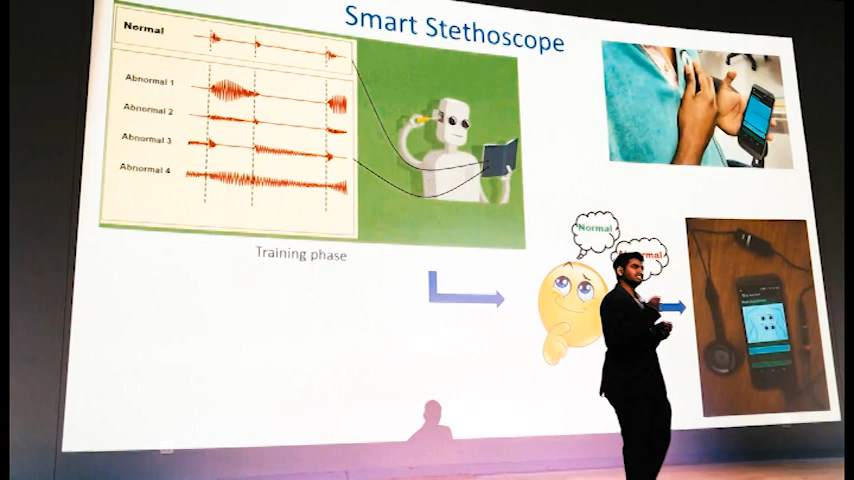 Smart Stethoscope
Normal
Abnormal 1
Abnormal 2
Abnormal 3
Abnormal 4
Training phase
Normal